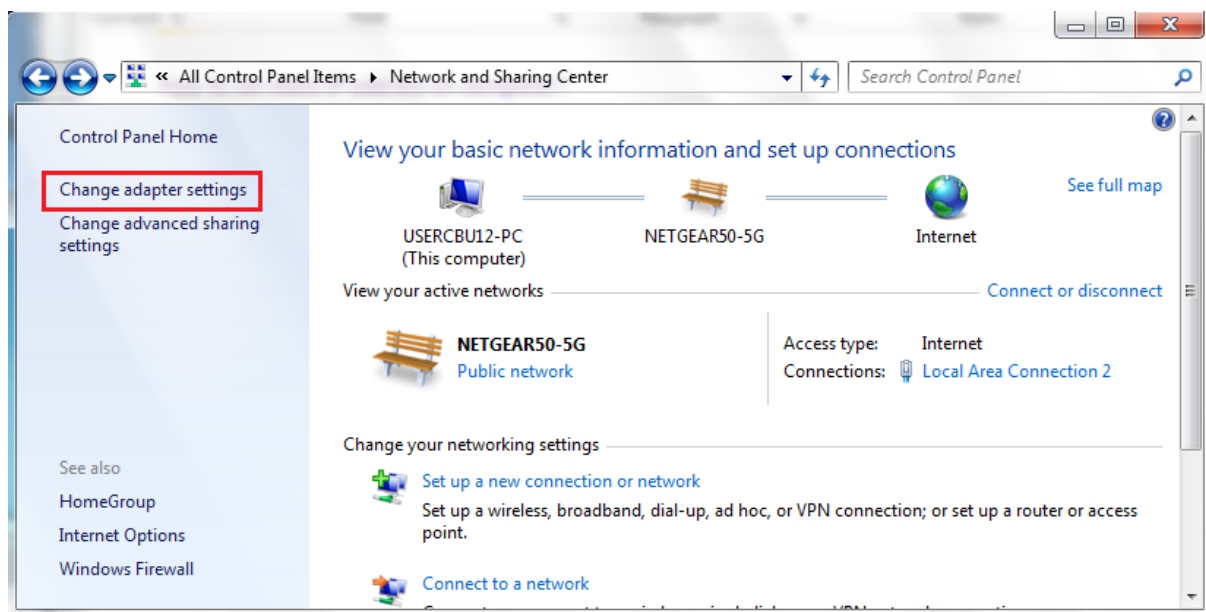 « All Control Panel Items ▸ Network and Sharing Center
Search Control Panel
Control Panel Home
Change adapter settings
Change advanced sharing
settings
See also
HomeGroup
Internet Options
Windows Firewall
View your basic network information and set up connections
See full map
USERCBU12-PC
(This computer)
NETGEAR50-5G
Internet
View your active networks
Connect or disconnect
NETGEAR50-5G
Public network
Access type: Internet
Connections: Local Area Connection 2
Change your networking settings
Set up a new connection or network
Set up a wireless, broadband, dial-up, ad hoc, or VPN connection; or set up a router or access
point.
Connect to a network